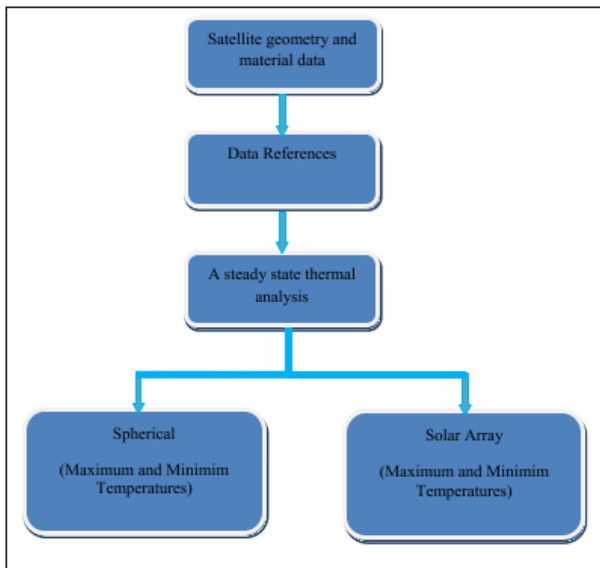 Satellite geometry and
material data
Data References
A steady state thermal
analysis
Spherical
(Maximum and Minimim
Temperatures)
Solar Array
(Maximum and Minimim
Temperatures)